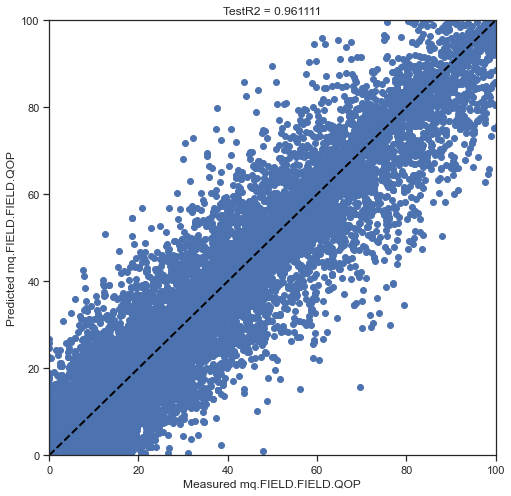 TestR2 = 0.961111
Predicted mq.FIELD.FIELD.QOP
100
80
60
40
20
0
0 20 40 60 80 100
Measured mq.FIELD.FIELD.QOP